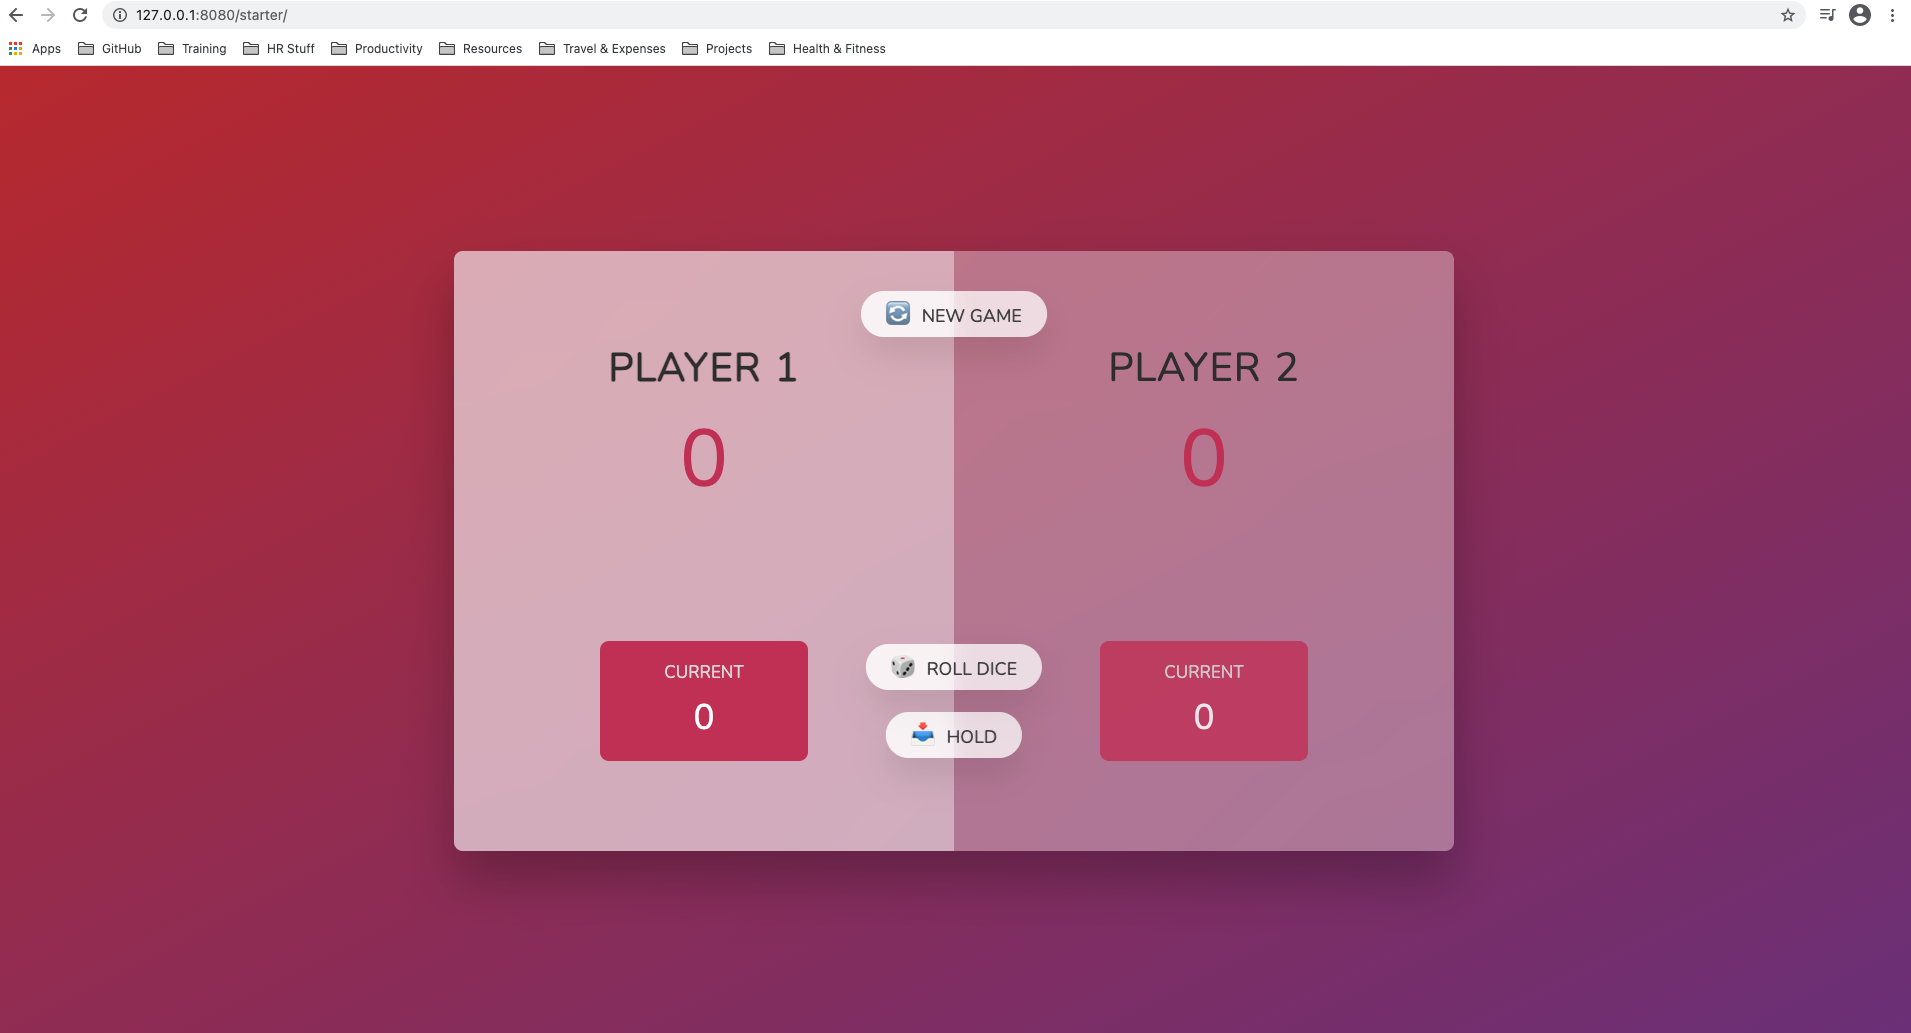 127.0.0.1:8080/starter/
Apps GitHub Training HR Stuff Productivity Resources Travel & Expenses Projects Health & Fitness
NEW GAME
PLAYER 1
0
CURRENT
0
PLAYER 2
0
CURRENT
0
ROLL DICE
HOLD